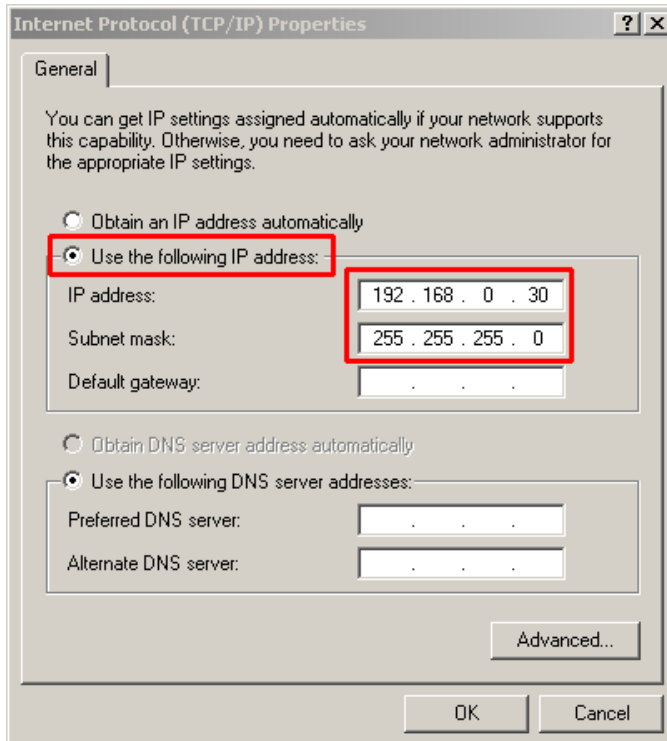 Internet Protocol (TCP/IP) Properties
General
You can get IP settings assigned automatically if your network supports
this capability. Otherwise, you need to ask your network administrator for
the appropriate IP settings.
Obtain an IP address automatically
Use the following IP address:
IP address: 192 . 168 . 0 . 30
Subnet mask: 255 . 255 . 255 . 0
Default gateway: . . .
Obtain DNS server address automatically
Use the following DNS server addresses:
Preferred DNS server: . . .
Alternate DNS server: . . .
Advanced...
OK Cancel